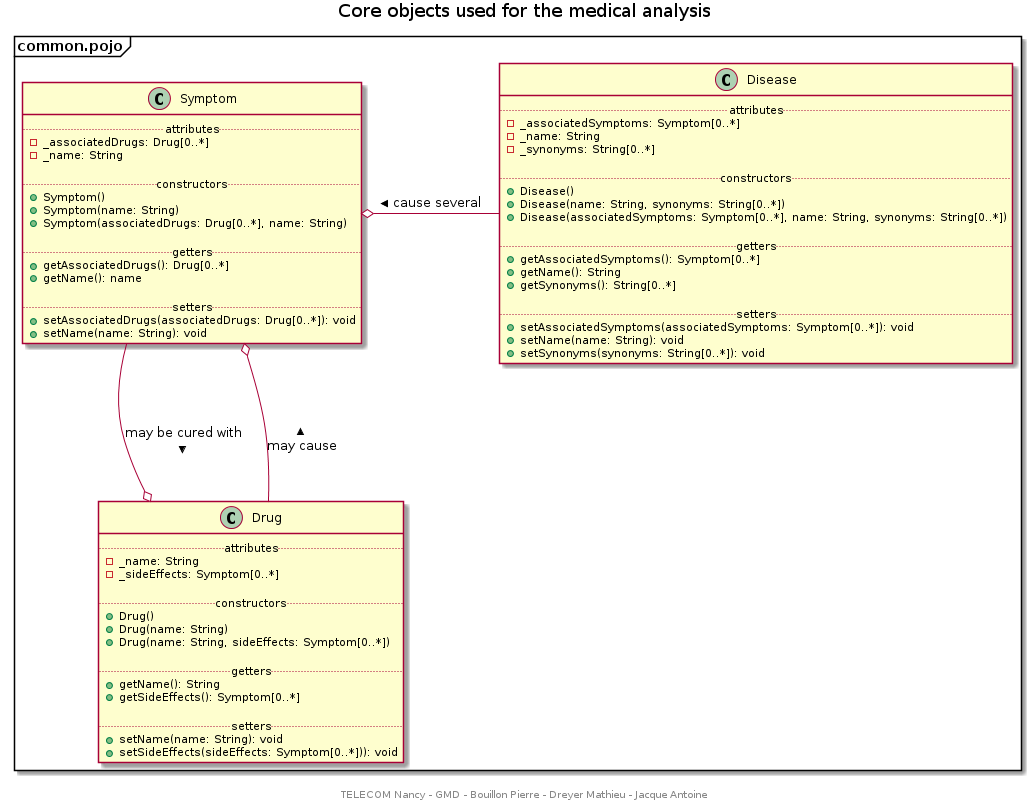 Core objects used for the medical analysis
common.pojo
C Symptom
attributes
_associatedDrugs: Drug[0..*]
_name: String
constructors
Symptom()
Symptom(name: String)
Symptom(associatedDrugs: Drug[0..*], name: String)
getters
getAssociatedDrugs(): Drug[0..*]
getName(): name
setters
setAssociatedDrugs(associatedDrugs: Drug[0..*]): void
setName(name: String): void
◄ cause several
C Disease
attributes
_associatedSymptoms: Symptom[0..*]
_name: String
_synonyms: String[0..*]
constructors
Disease()
Disease(name: String, synonyms: String[0..*])
Disease(associatedSymptoms: Symptom[0..*], name: String, synonyms: String[0..*])
getters
getAssociatedSymptoms(): Symptom[0..*]
getName(): String
getSynonyms(): String[0..*]
setters
setAssociatedSymptoms(associatedSymptoms: Symptom[0..*]): void
setName(name: String): void
setSynonyms(synonyms: String[0..*]): void
may be cured with
▼
▲
may cause
C Drug
attributes
_name: String
_sideEffects: Symptom[0..*]
constructors
Drug()
Drug(name: String)
Drug(name: String, sideEffects: Symptom[0..*])
getters
getName(): String
getSideEffects(): Symptom[0..*]
setters
setName(name: String): void
setSideEffects(sideEffects: Symptom[0..*])): void
TELECOM Nancy - GMD - Bouillon Pierre - Dreyer Mathieu - Jacque Antoine